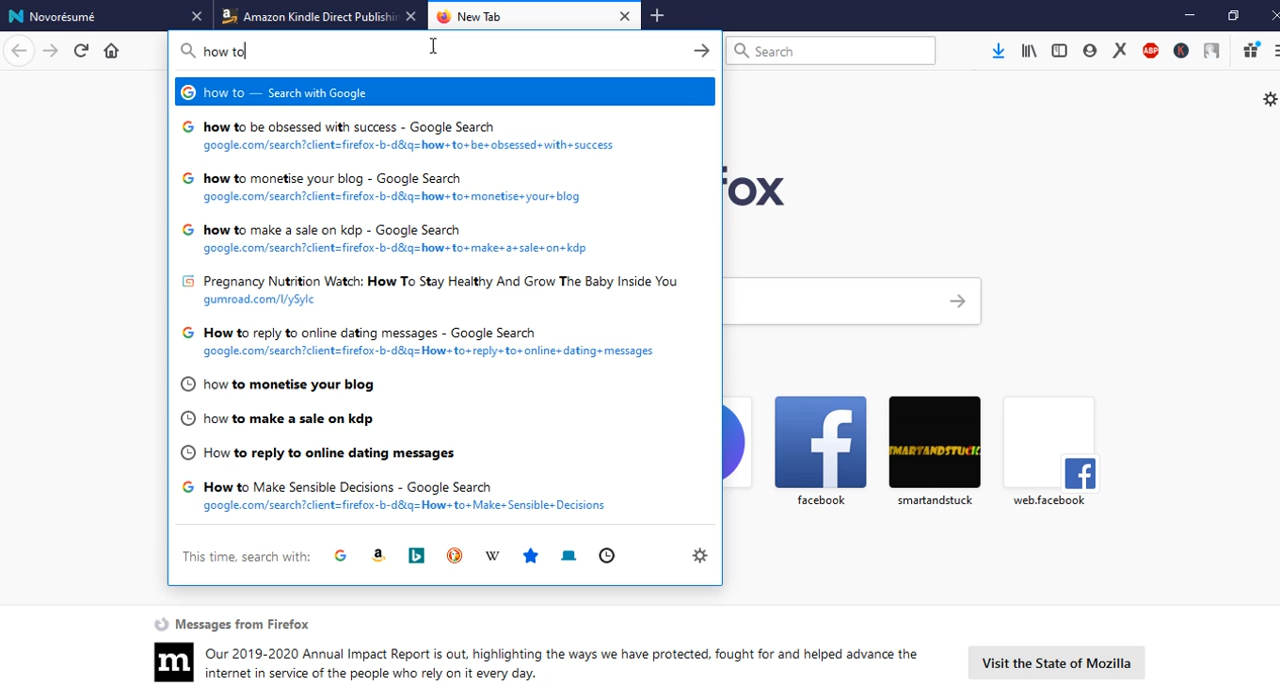 Novorésumé
Amazon Kindle Direct Publishin
New Tab
how to
Search
how to — Search with Google
how to be obsessed with success - Google Search
google.com/search?client=firefox-b-d&q=how+to+be+obsessed+with+success
how to monetise your blog - Google Search
google.com/search?client=firefox-b-d&q=how+to+monetise+your+blog
how to make a sale on kdp - Google Search
google.com/search?client=firefox-b-d&q=how+to+make+a+sale+on+kdp
Pregnancy Nutrition Watch: How To Stay Healthy And Grow The Baby Inside You
gumroad.com/l/ySylc
How to reply to online dating messages - Google Search
google.com/search?client=firefox-b-d&q=How+to+reply+to+online+dating+messages
how to monetise your blog
how to make a sale on kdp
How to reply to online dating messages
How to Make Sensible Decisions - Google Search
google.com/search?client=firefox-b-d&q=How+to+Make+Sensible+Decisions
This time, search with:
fox
SMARTANDSTUCK
facebook
smartandstuck
web.facebook
Messages from Firefox
Our 2019-2020 Annual Impact Report is out, highlighting the ways we have protected, fought for and helped advance the
internet in service of the people who rely on it every day.
Visit the State of Mozilla